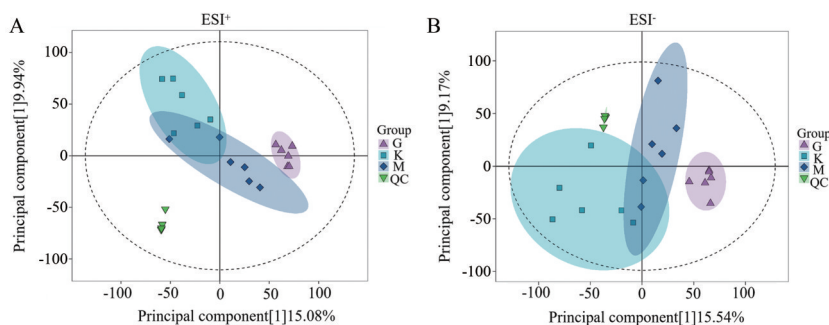 A
ESI+
Principal component[1]9.94%
100
50
0
-50
-100
-100
-50
0
50
100
Principal component[1]15.08%
Group
G
K
M
QC
B
ESI-
Principal component[1]9.17%
100
50
0
-50
-100
-100
-50
0
50
100
Principal component[1]15.54%
Group
G
K
M
QC